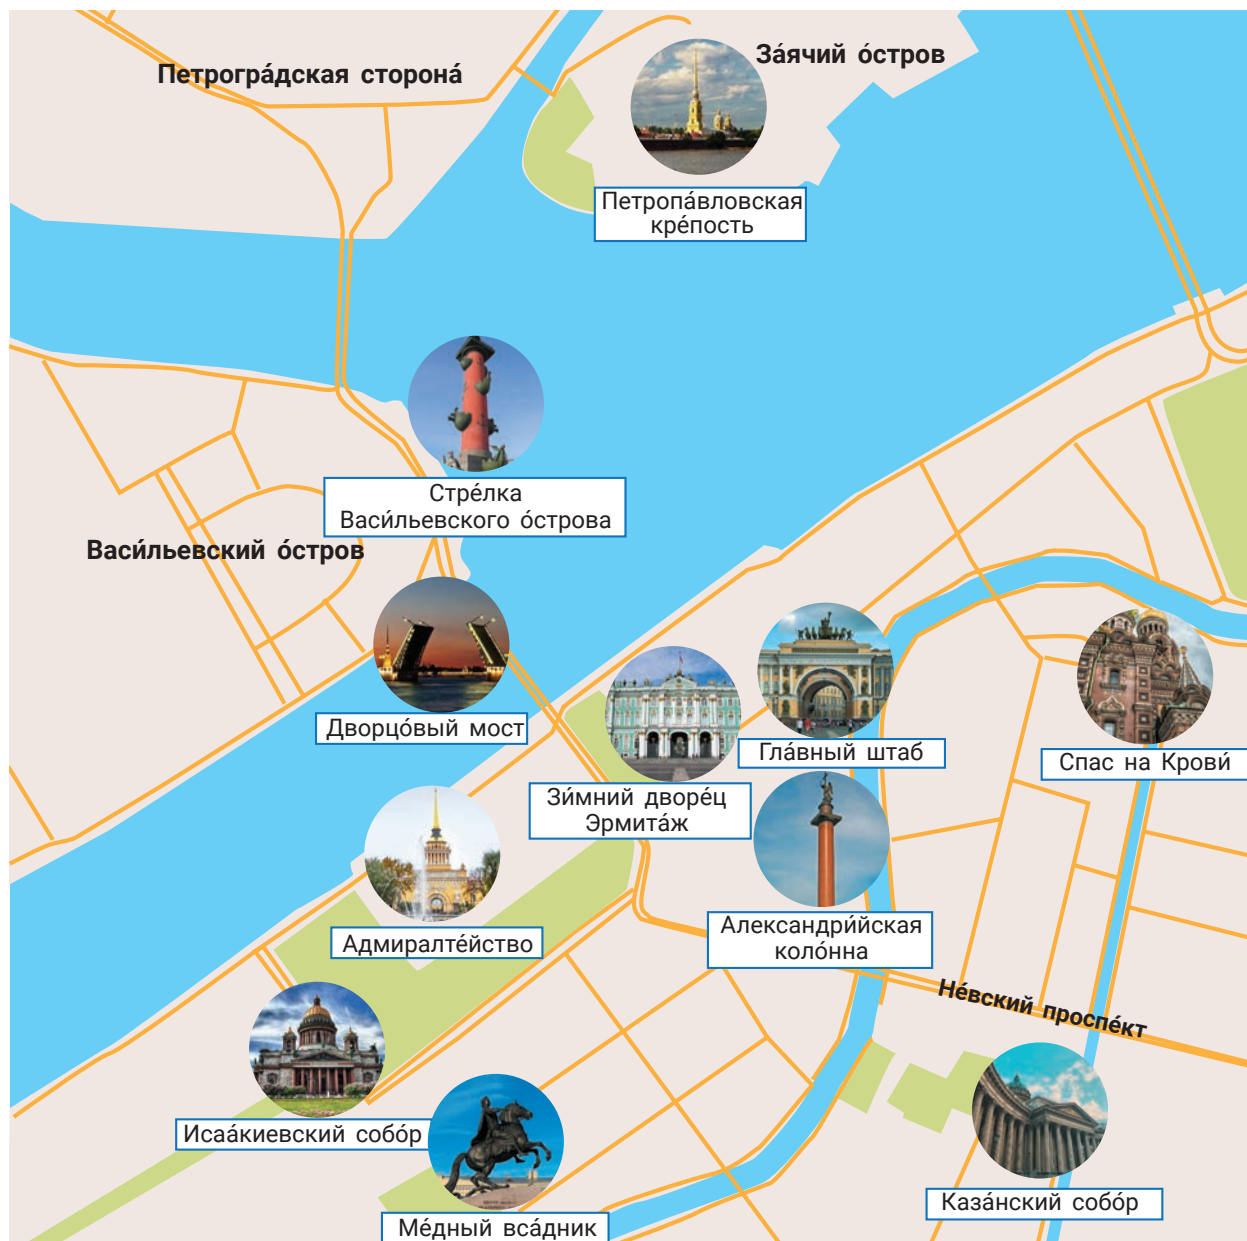 Петрогра́дская сторона́
За́ячий о́стров
Петропа́вловская
кре́пость
Стре́лка
Васи́льевского о́строва
Васи́льевский о́стров
Дворцо́вый мост
Зи́мний дворе́ц
Эрмита́ж
Гла́вный штаб
Спас на Крови́
Адмиралте́йство
Александри́йская
коло́нна
Не́вский проспе́кт
Исаа́киевский собо́р
Ме́дный вса́дник
Каза́нский собо́р